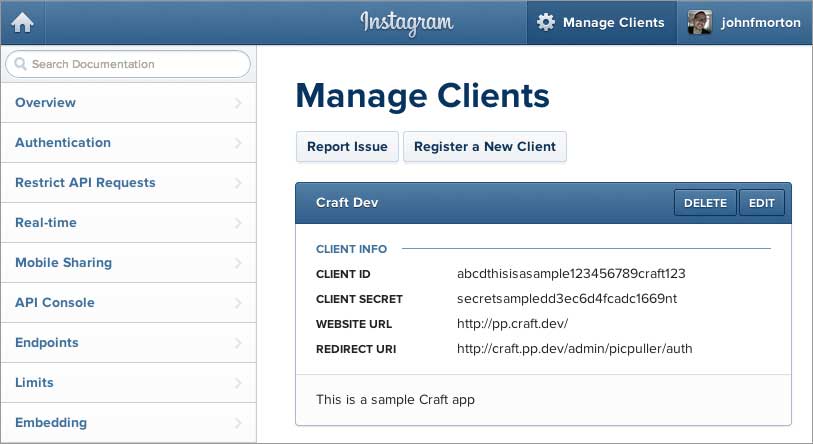 Instagram
Manage Clients
johnfmorton
Search Documentation
Overview
Authentication
Restrict API Requests
Real-time
Mobile Sharing
API Console
Endpoints
Limits
Embedding
Manage Clients
Report Issue
Register a New Client
Craft Dev
DELETE
EDIT
CLIENT INFO
CLIENT ID abcdthisisasample123456789craft123
CLIENT SECRET secretsampledd3ec6d4fcadc1669nt
WEBSITE URL http://pp.craft.dev/
REDIRECT URI http://craft.pp.dev/admin/picpuller/auth
This is a sample Craft app